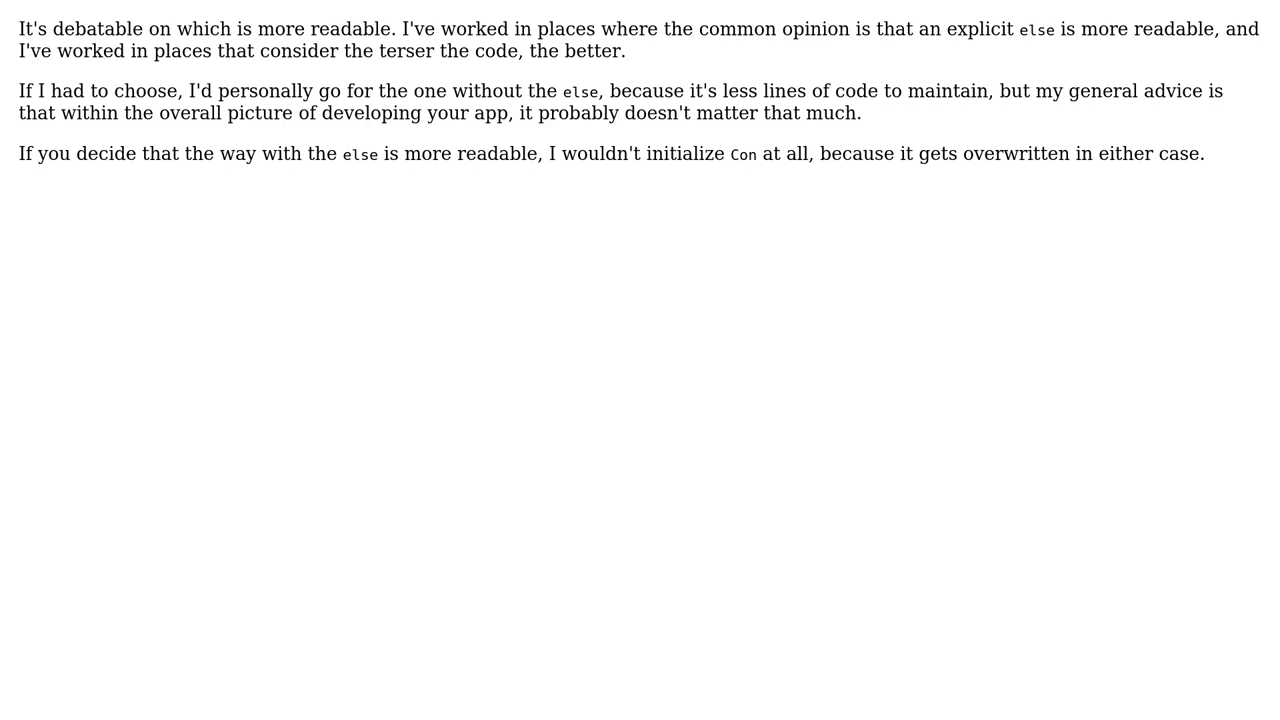 It's debatable on which is more readable. I've worked in places where the common opinion is that an explicit else is more readable, and
I've worked in places that consider the terser the code, the better.
If I had to choose, I'd personally go for the one without the else, because it's less lines of code to maintain, but my general advice is
that within the overall picture of developing your app, it probably doesn't matter that much.
If you decide that the way with the else is more readable, I wouldn't initialize Con at all, because it gets overwritten in either case.